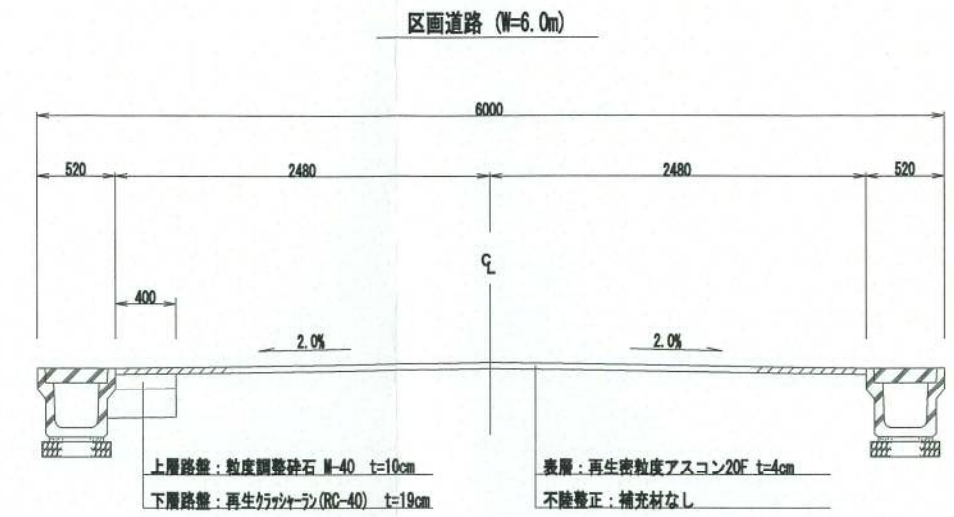 区画道路 (W=6.0m)
6000
520
2480
2480
520
C L
400
2.0%
2.0%
上層路盤：粒度調整砕石 M-40 t=10cm
表層：再生密粒度アスコン20F t=4cm
下層路盤：再生ｸﾗｯｼｬｰﾗﾝ(RC-40) t=19cm
不陸整正：補充材なし